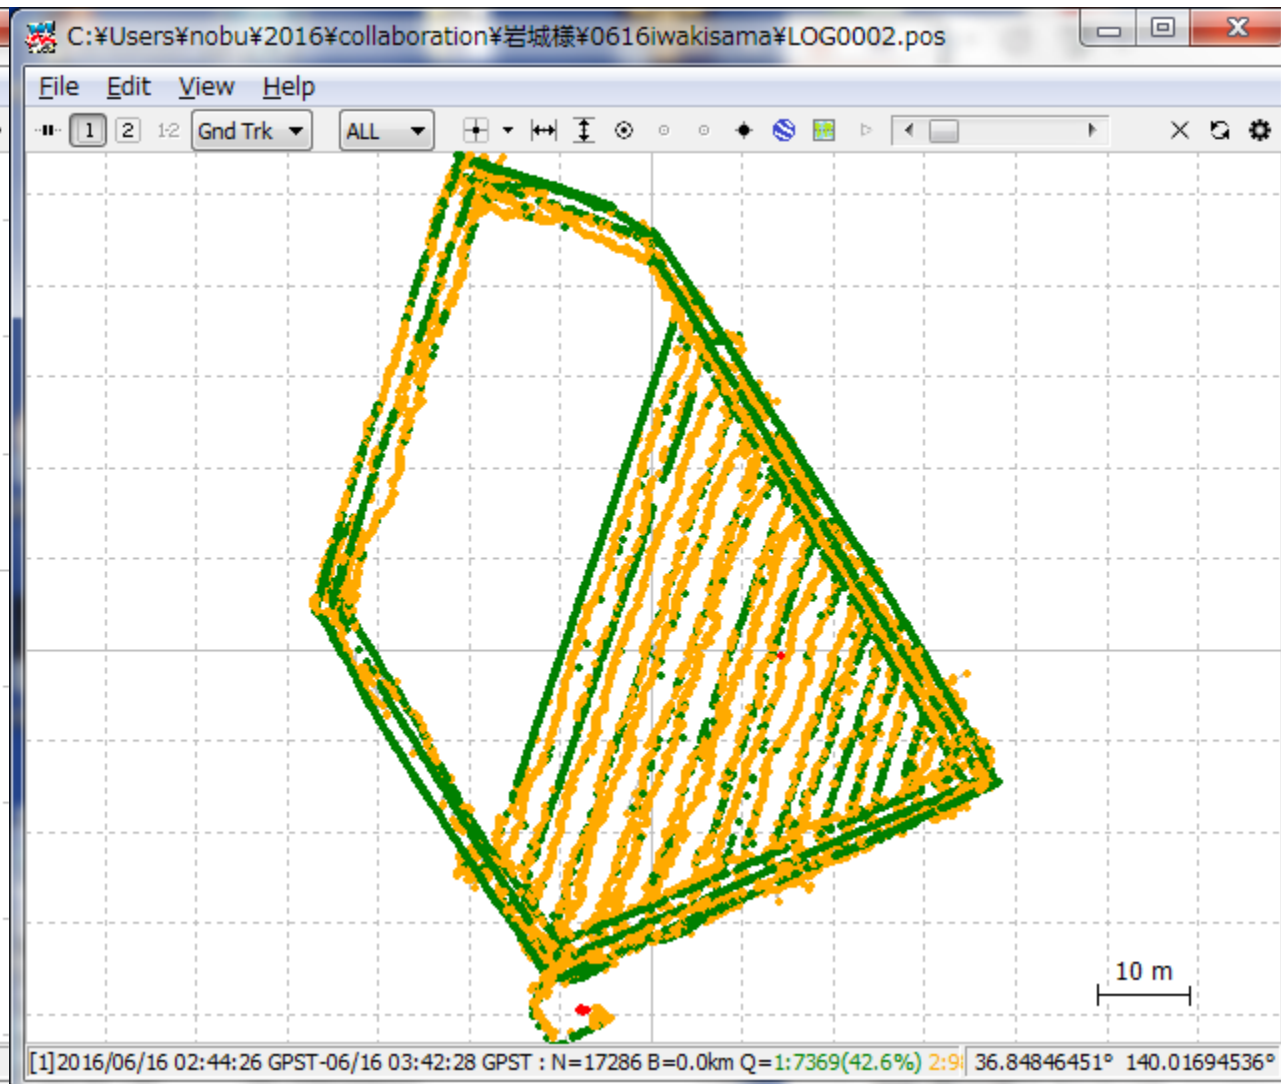 C:¥Users¥nobu¥2016¥collaboration¥岩城様¥0616iwakisama¥LOG0002.pos
File Edit View Help
1 2 1-2 Gnd Trk ALL
10 m
[1]2016/06/16 02:44:26 GPST-06/16 03:42:28 GPST : N=17286 B=0.0km Q=1:7369(42.6%) 2:9 36.84846451° 140.01694536°